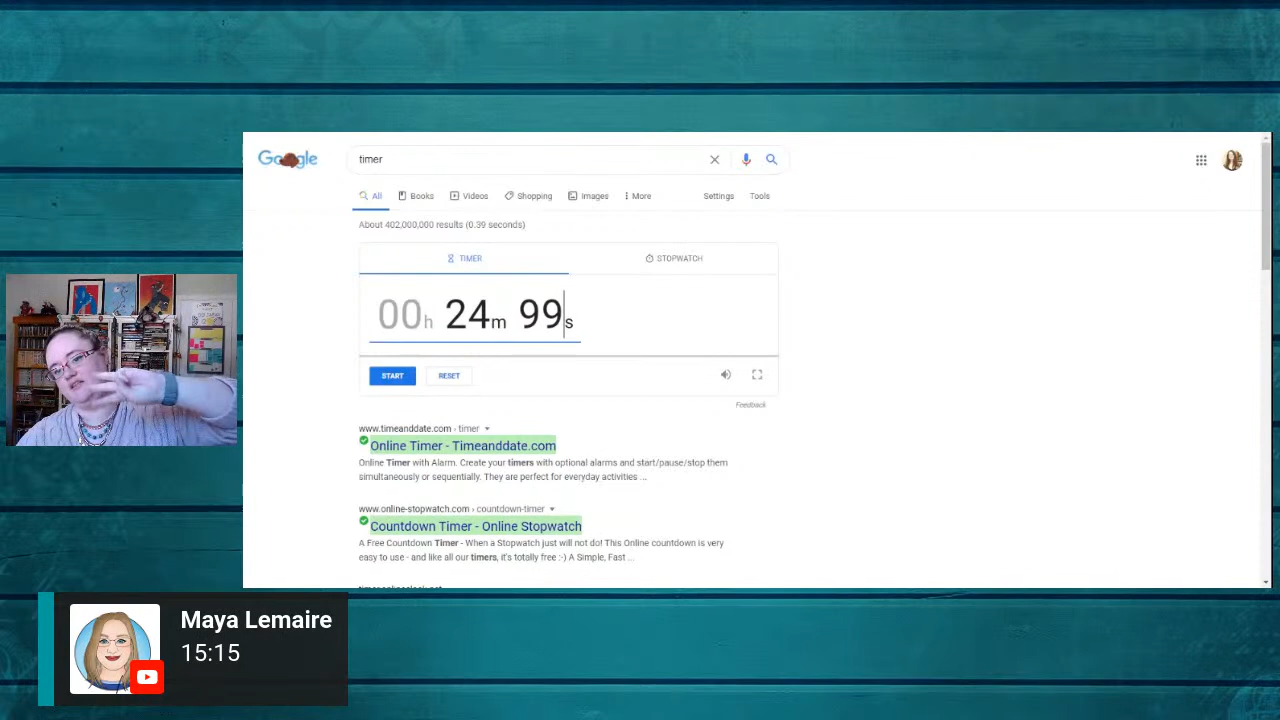 Google
timer
All
Books
Videos
Shopping
Images
More
Settings
Tools
About 402,000,000 results (0.39 seconds)
TIMER
STOPWATCH
00h 24m 99s
START
RESET
Feedback
www.timeanddate.com › timer
Online Timer - Timeanddate.com
Online Timer with Alarm. Create your timers with optional alarms and start/pause/stop them
simultaneously or sequentially. They are perfect for everyday activities ...
www.online-stopwatch.com › countdown-timer
Countdown Timer - Online Stopwatch
A Free Countdown Timer - When a Stopwatch just will not do! This Online countdown is very
easy to use - and like all our timers, it's totally free :-) A Simple, Fast ...
Maya Lemaire
15:15